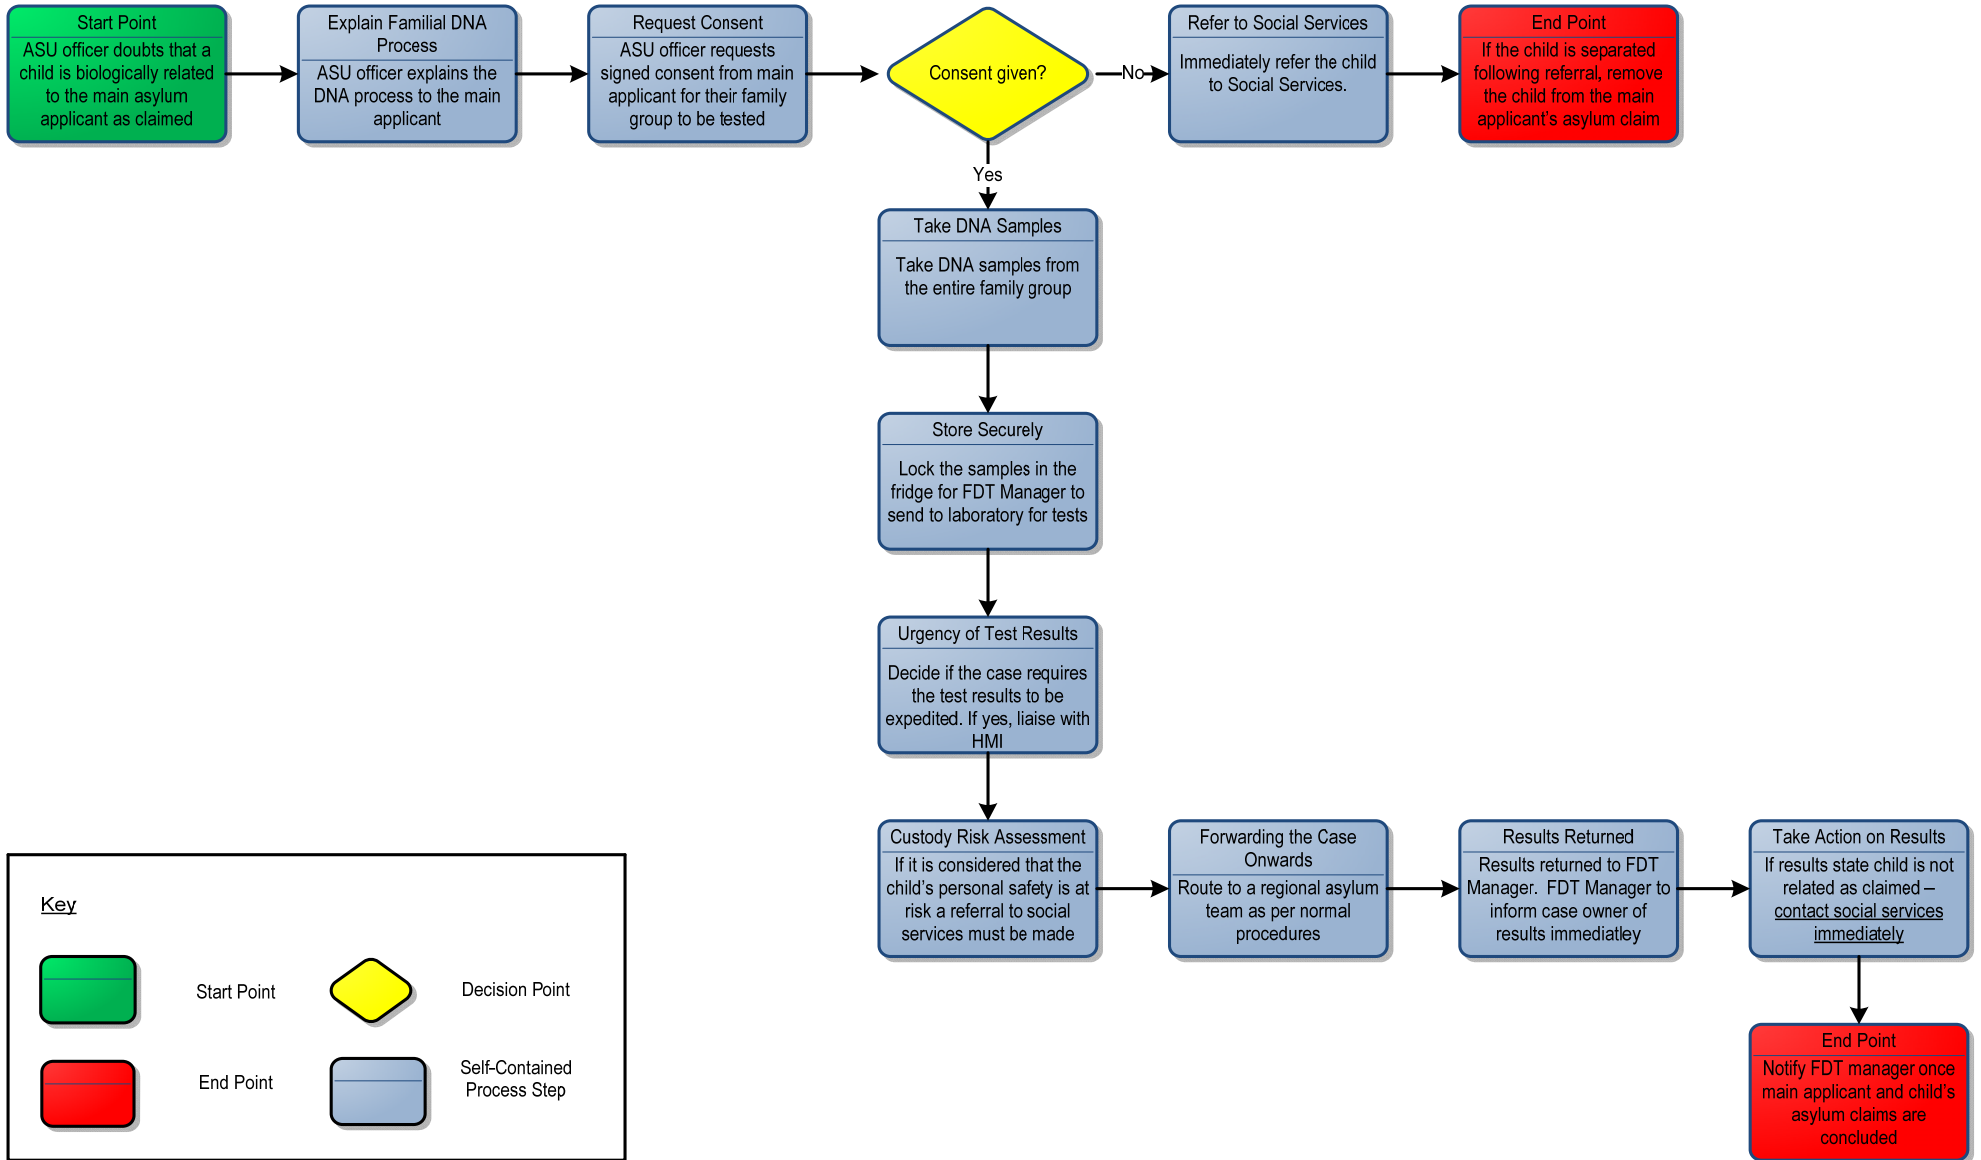 Start Point
ASU officer doubts that a
child is biologically related
to the main asylum
applicant as claimed
Explain Familial DNA
Process
ASU officer explains the
DNA process to the main
applicant
Request Consent
ASU officer requests
signed consent from main
applicant for their family
group to be tested
Consent given?
No
Refer to Social Services
Immediately refer the child
to Social Services.
End Point
If the child is separated
following referral, remove
the child from the main
applicant's asylum claim
Yes
Take DNA Samples
Take DNA samples from
the entire family group
Store Securely
Lock the samples in the
fridge for FDT Manager to
send to laboratory for tests
Urgency of Test Results
Decide if the case requires
the test results to be
expedited. If yes, liaise with
HMI
Custody Risk Assessment
If it is considered that the
child's personal safety is at
risk a referral to social
services must be made
Forwarding the Case
Onwards
Route to a regional asylum
team as per normal
procedures
Results Returned
Results returned to FDT
Manager.  FDT Manager to
inform case owner of
results immediatley
Take Action on Results
If results state child is not
related as claimed –
contact social services
immediately
End Point
Notify FDT manager once
main applicant and child's
asylum claims are
concluded
Key
Start Point
Decision Point
End Point
Self-Contained
Process Step